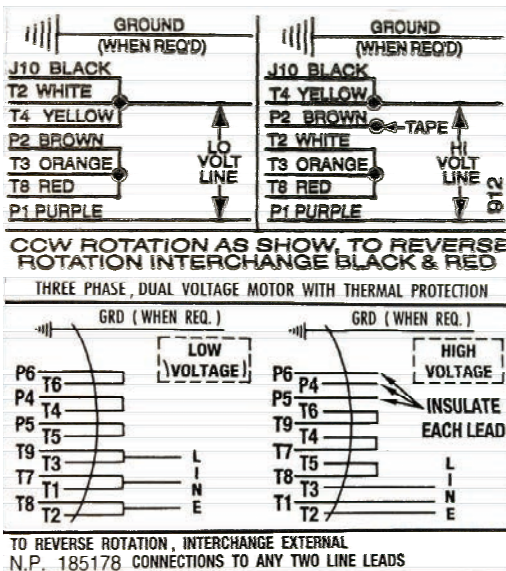 GROUND
(WHEN REQ'D)
J10 BLACK
T2 WHITE
T4 YELLOW
P2 BROWN
T3 ORANGE
T8 RED
P1 PURPLE
LO
VOLT
LINE
GROUND
(WHEN REQ'D)
J10 BLACK
T4 YELLOW
P2 BROWN
TAPE
T2 WHITE
T3 ORANGE
T8 RED
P1 PURPLE
HI
VOLT
LINE
912
CCW ROTATION AS SHOW, TO REVERSE
ROTATION INTERCHANGE BLACK & RED
THREE PHASE, DUAL VOLTAGE MOTOR WITH THERMAL PROTECTION
GRD (WHEN REQ.)
LOW
VOLTAGE
P6
T6
P4
T4
P5
T5
T9
T3
T7
T1
T8
T2
L
I
N
E
GRD (WHEN REQ.)
HIGH
VOLTAGE
P6
P4
P5
T6
T9
T4
T7
T5
T8
T3
T1
T2
INSULATE
EACH LEAD
L
I
N
E
TO REVERSE ROTATION, INTERCHANGE EXTERNAL
N.P. 185178 CONNECTIONS TO ANY TWO LINE LEADS